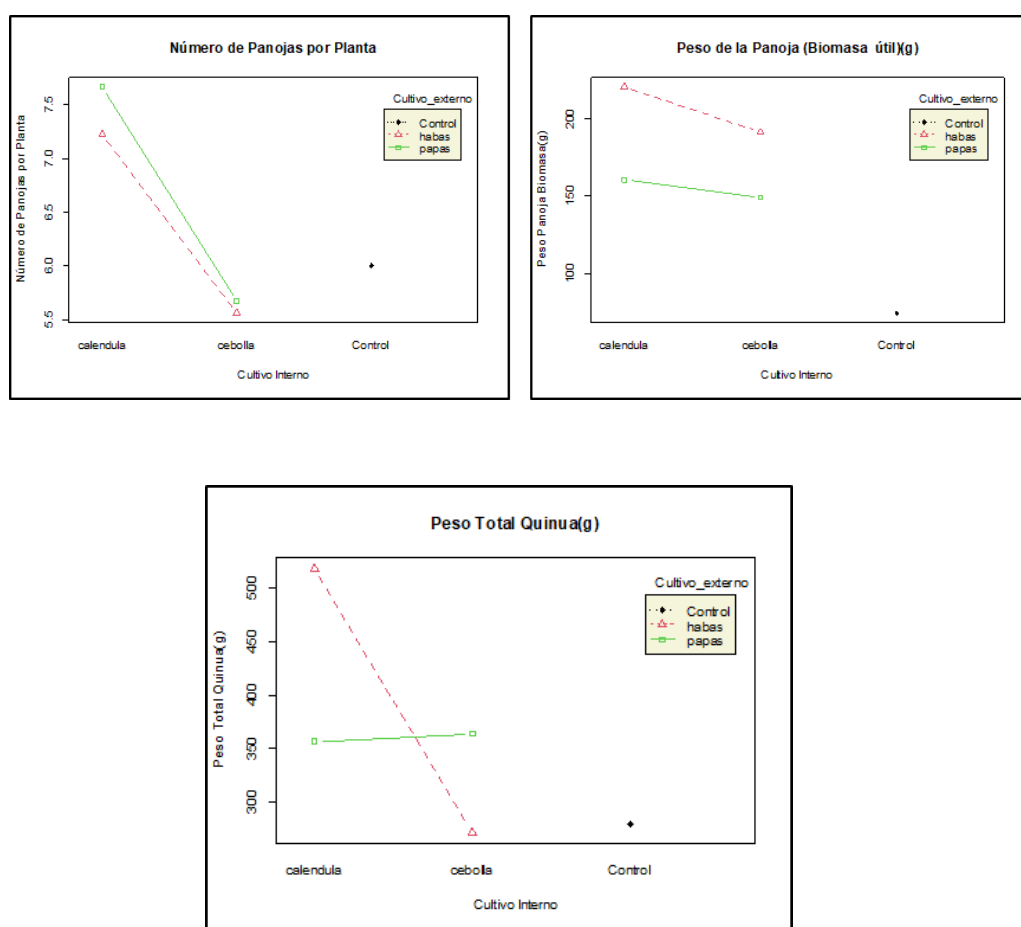 Número de Panojas por Planta
Número de Panojas por Planta
7.5
7.0
6.5
6.0
5.5
Cultivo_externo
Control
habas
papas
calendula
cebolla
Control
Cultivo Interno
Peso de la Panoja (Biomasa útil)(g)
Peso Panoja Biomasa(g)
200
150
100
Cultivo_externo
Control
habas
papas
calendula
cebolla
Control
Cultivo Interno
Peso Total Quinua(g)
Peso Total Quinua(g)
500
450
400
350
300
Cultivo_externo
Control
habas
papas
calendula
cebolla
Control
Cultivo Interno